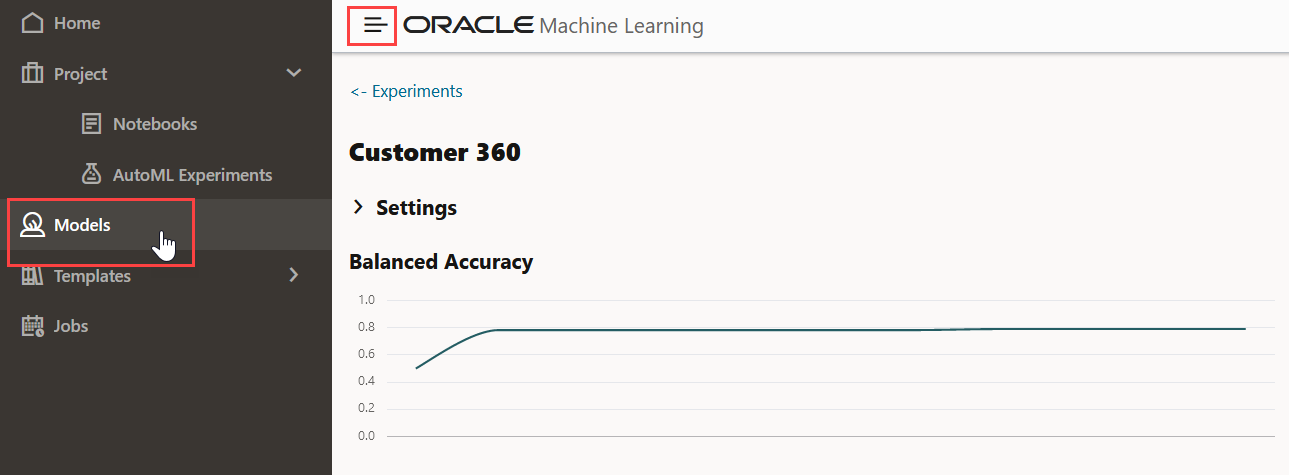 Home
Project
Notebooks
AutoML Experiments
Models
Templates
Jobs
ORACLE Machine Learning
<- Experiments
Customer 360
Settings
Balanced Accuracy
1.0
0.8
0.6
0.4
0.2
0.0